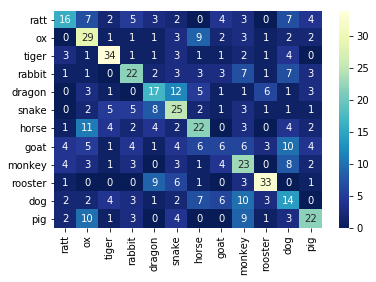 ratt 16 7 2 5 3 2 0 4 3 0 7 4
ox 0 29 1 1 1 3 9 2 3 1 2 2
tiger 3 1 34 1 1 3 1 2 1 4 0
rabbit 1 1 0 22 2 3 3 3 7 1 7 3
dragon 0 3 1 0 17 12 5 1 1 6 1 3
snake 0 2 5 5 8 25 2 1 3 1 1 1
horse 1 11 4 2 4 2 22 0 3 0 4 2
goat 4 5 1 4 1 4 6 6 4 0 10 4
monkey 4 3 1 3 0 3 1 4 23 0 8 2
rooster 1 0 0 0 9 6 1 0 3 33 0 1
dog 2 2 4 3 1 2 7 6 10 3 14 0
pig 2 10 1 3 0 4 0 0 9 1 3 22
ratt ox tiger rabbit dragon snake horse goat monkey rooster dog pig
30
25
20
15
10
5
0